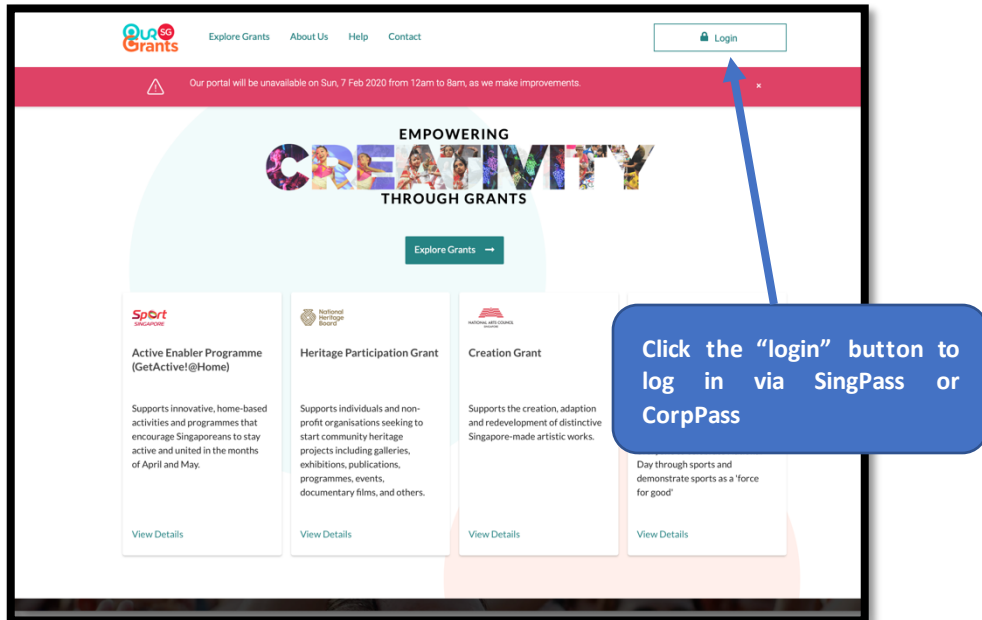 OUR SG
Grants
Explore Grants About Us Help Contact
Login
Our portal will be unavailable on Sun, 7 Feb 2020 from 12am to 8am, as we make improvements.
×
EMPOWERING
CREATIVITY
THROUGH GRANTS
Explore Grants →
Sport
SINGAPORE
Active Enabler Programme
(GetActive!@Home)
Supports innovative, home-based
activities and programmes that
encourage Singaporeans to stay
active and united in the months
of April and May.
View Details
National
Heritage
Board
Heritage Participation Grant
Supports individuals and non-
profit organisations seeking to
start community heritage
projects including galleries,
exhibitions, publications,
programmes, events,
documentary films, and others.
View Details
NATIONAL ARTS COUNCIL
Creation Grant
Supports the creation, adaption
and redevelopment of distinctive
Singapore-made artistic works.
View Details
Click the “login” button to
log in via SingPass or
CorpPass
Day through sports and
demonstrate sports as a 'force
for good'
View Details